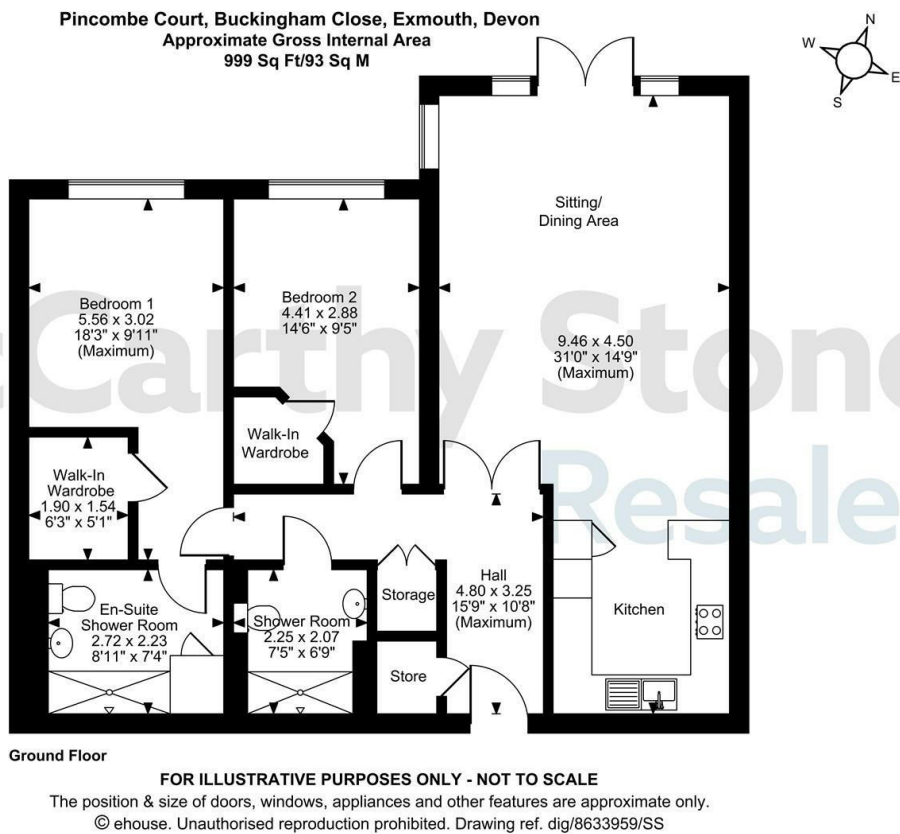 Pincombe Court, Buckingham Close, Exmouth, Devon
Approximate Gross Internal Area
999 Sq Ft/93 Sq M
N
W
E
S
Sitting/
Dining Area
Bedroom 1
5.56 x 3.02
18'3" x 9'11"
(Maximum)
Bedroom 2
4.41 x 2.88
14'6" x 9'5"
9.46 x 4.50
31'0" x 14'9"
(Maximum)
cCarthy Stone
Resale
Walk-In
Wardrobe
Walk-In
Wardrobe
1.90 x 1.54
6'3" x 5'1"
Hall
4.80 x 3.25
15'9" x 10'8"
(Maximum)
Storage
Kitchen
En-Suite
Shower Room
2.72 x 2.23
8'11" x 7'4"
Shower Room
2.25 x 2.07
7'5" x 6'9"
Store
Ground Floor
FOR ILLUSTRATIVE PURPOSES ONLY - NOT TO SCALE
The position & size of doors, windows, appliances and other features are approximate only.
© ehouse. Unauthorised reproduction prohibited. Drawing ref. dig/8633959/SS